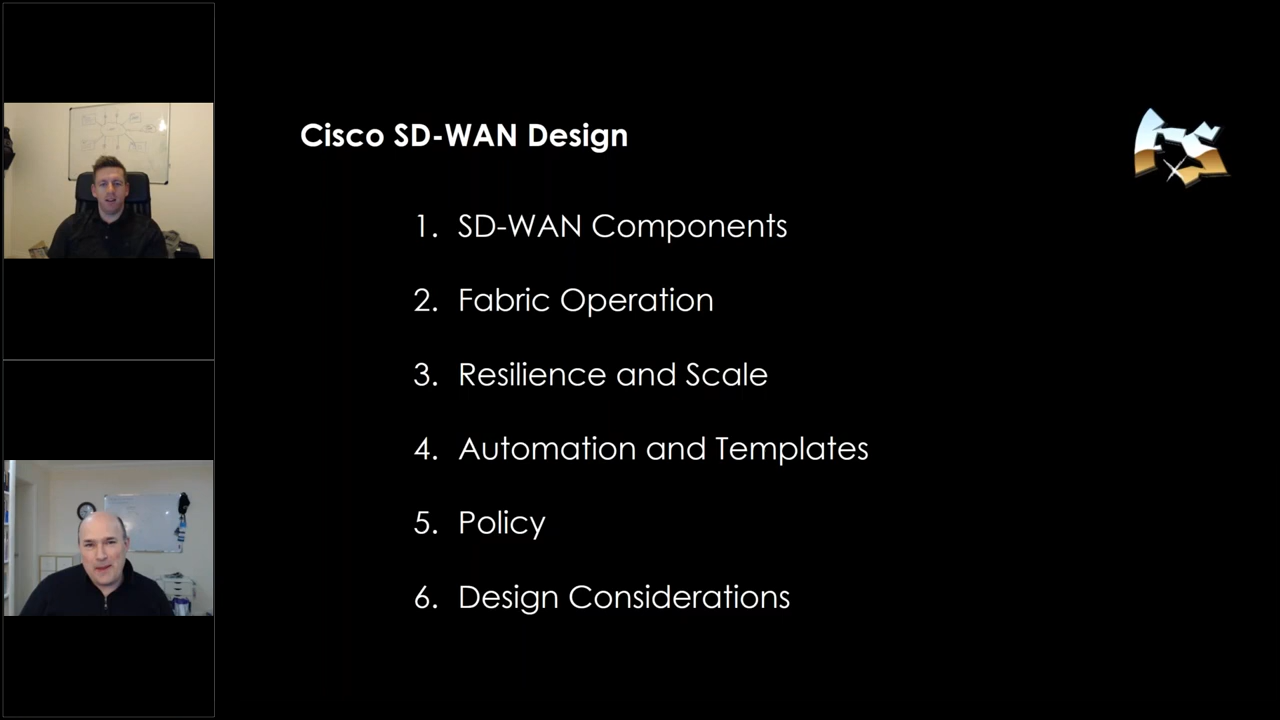 Cisco SD-WAN Design
1. SD-WAN Components
2. Fabric Operation
3. Resilience and Scale
4. Automation and Templates
5. Policy
6. Design Considerations